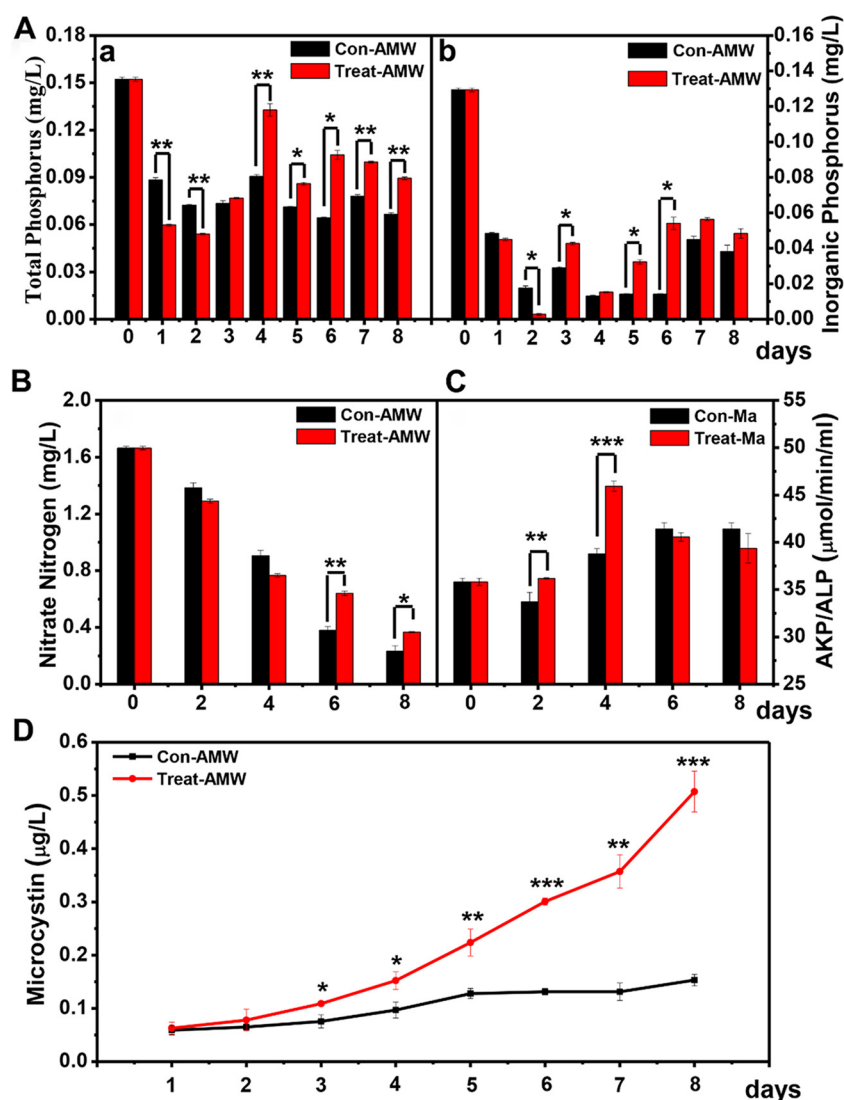 A
a
Con-AMW
Treat-AMW
b
Con-AMW
Treat-AMW
Total Phosphorus (mg/L)
0.18
0.15
0.12
0.09
0.06
0.03
0.00
** ** ** * * ** **
* * * *
0.16
0.14
0.12
0.10
0.08
0.06
0.04
0.02
0.00
Inorganic Phosphorus (mg/L)
0 1 2 3 4 5 6 7 8 0 1 2 3 4 5 6 7 8
days
B
Con-AMW
Treat-AMW
C
Con-Ma
Treat-Ma
Nitrate Nitrogen (mg/L)
2.0
1.6
1.2
0.8
0.4
0.0
** *
** ***
55
50
45
40
35
30
25
AKP/ALP (μmol/min/ml)
0 2 4 6 8 0 2 4 6 8
days
D
Con-AMW
Treat-AMW
Microcystin (μg/L)
0.6
0.5
0.4
0.3
0.2
0.1
0.0
* * ** *** ** ***
1 2 3 4 5 6 7 8
days